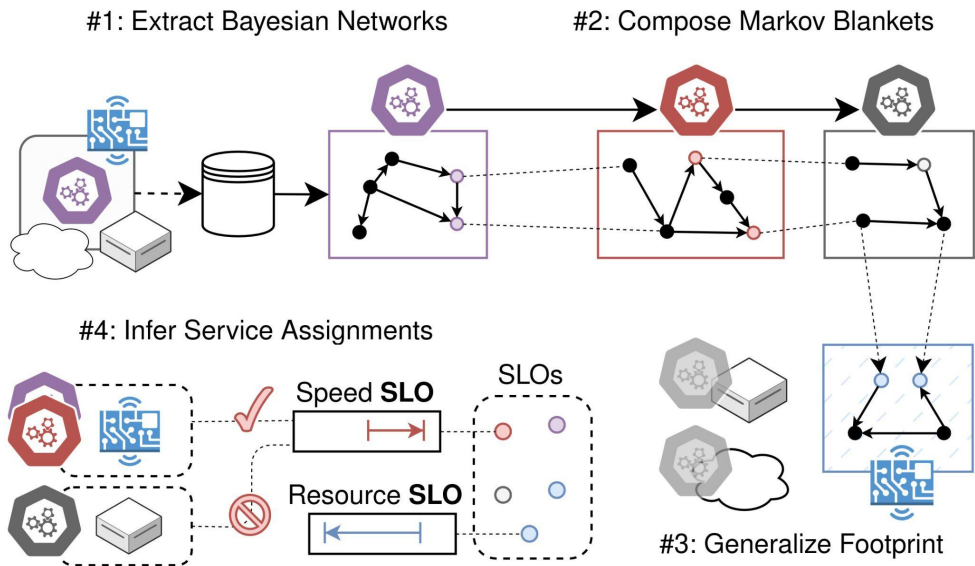 #1: Extract Bayesian Networks
#2: Compose Markov Blankets
#4: Infer Service Assignments
Speed SLO
SLOs
Resource SLO
#3: Generalize Footprint